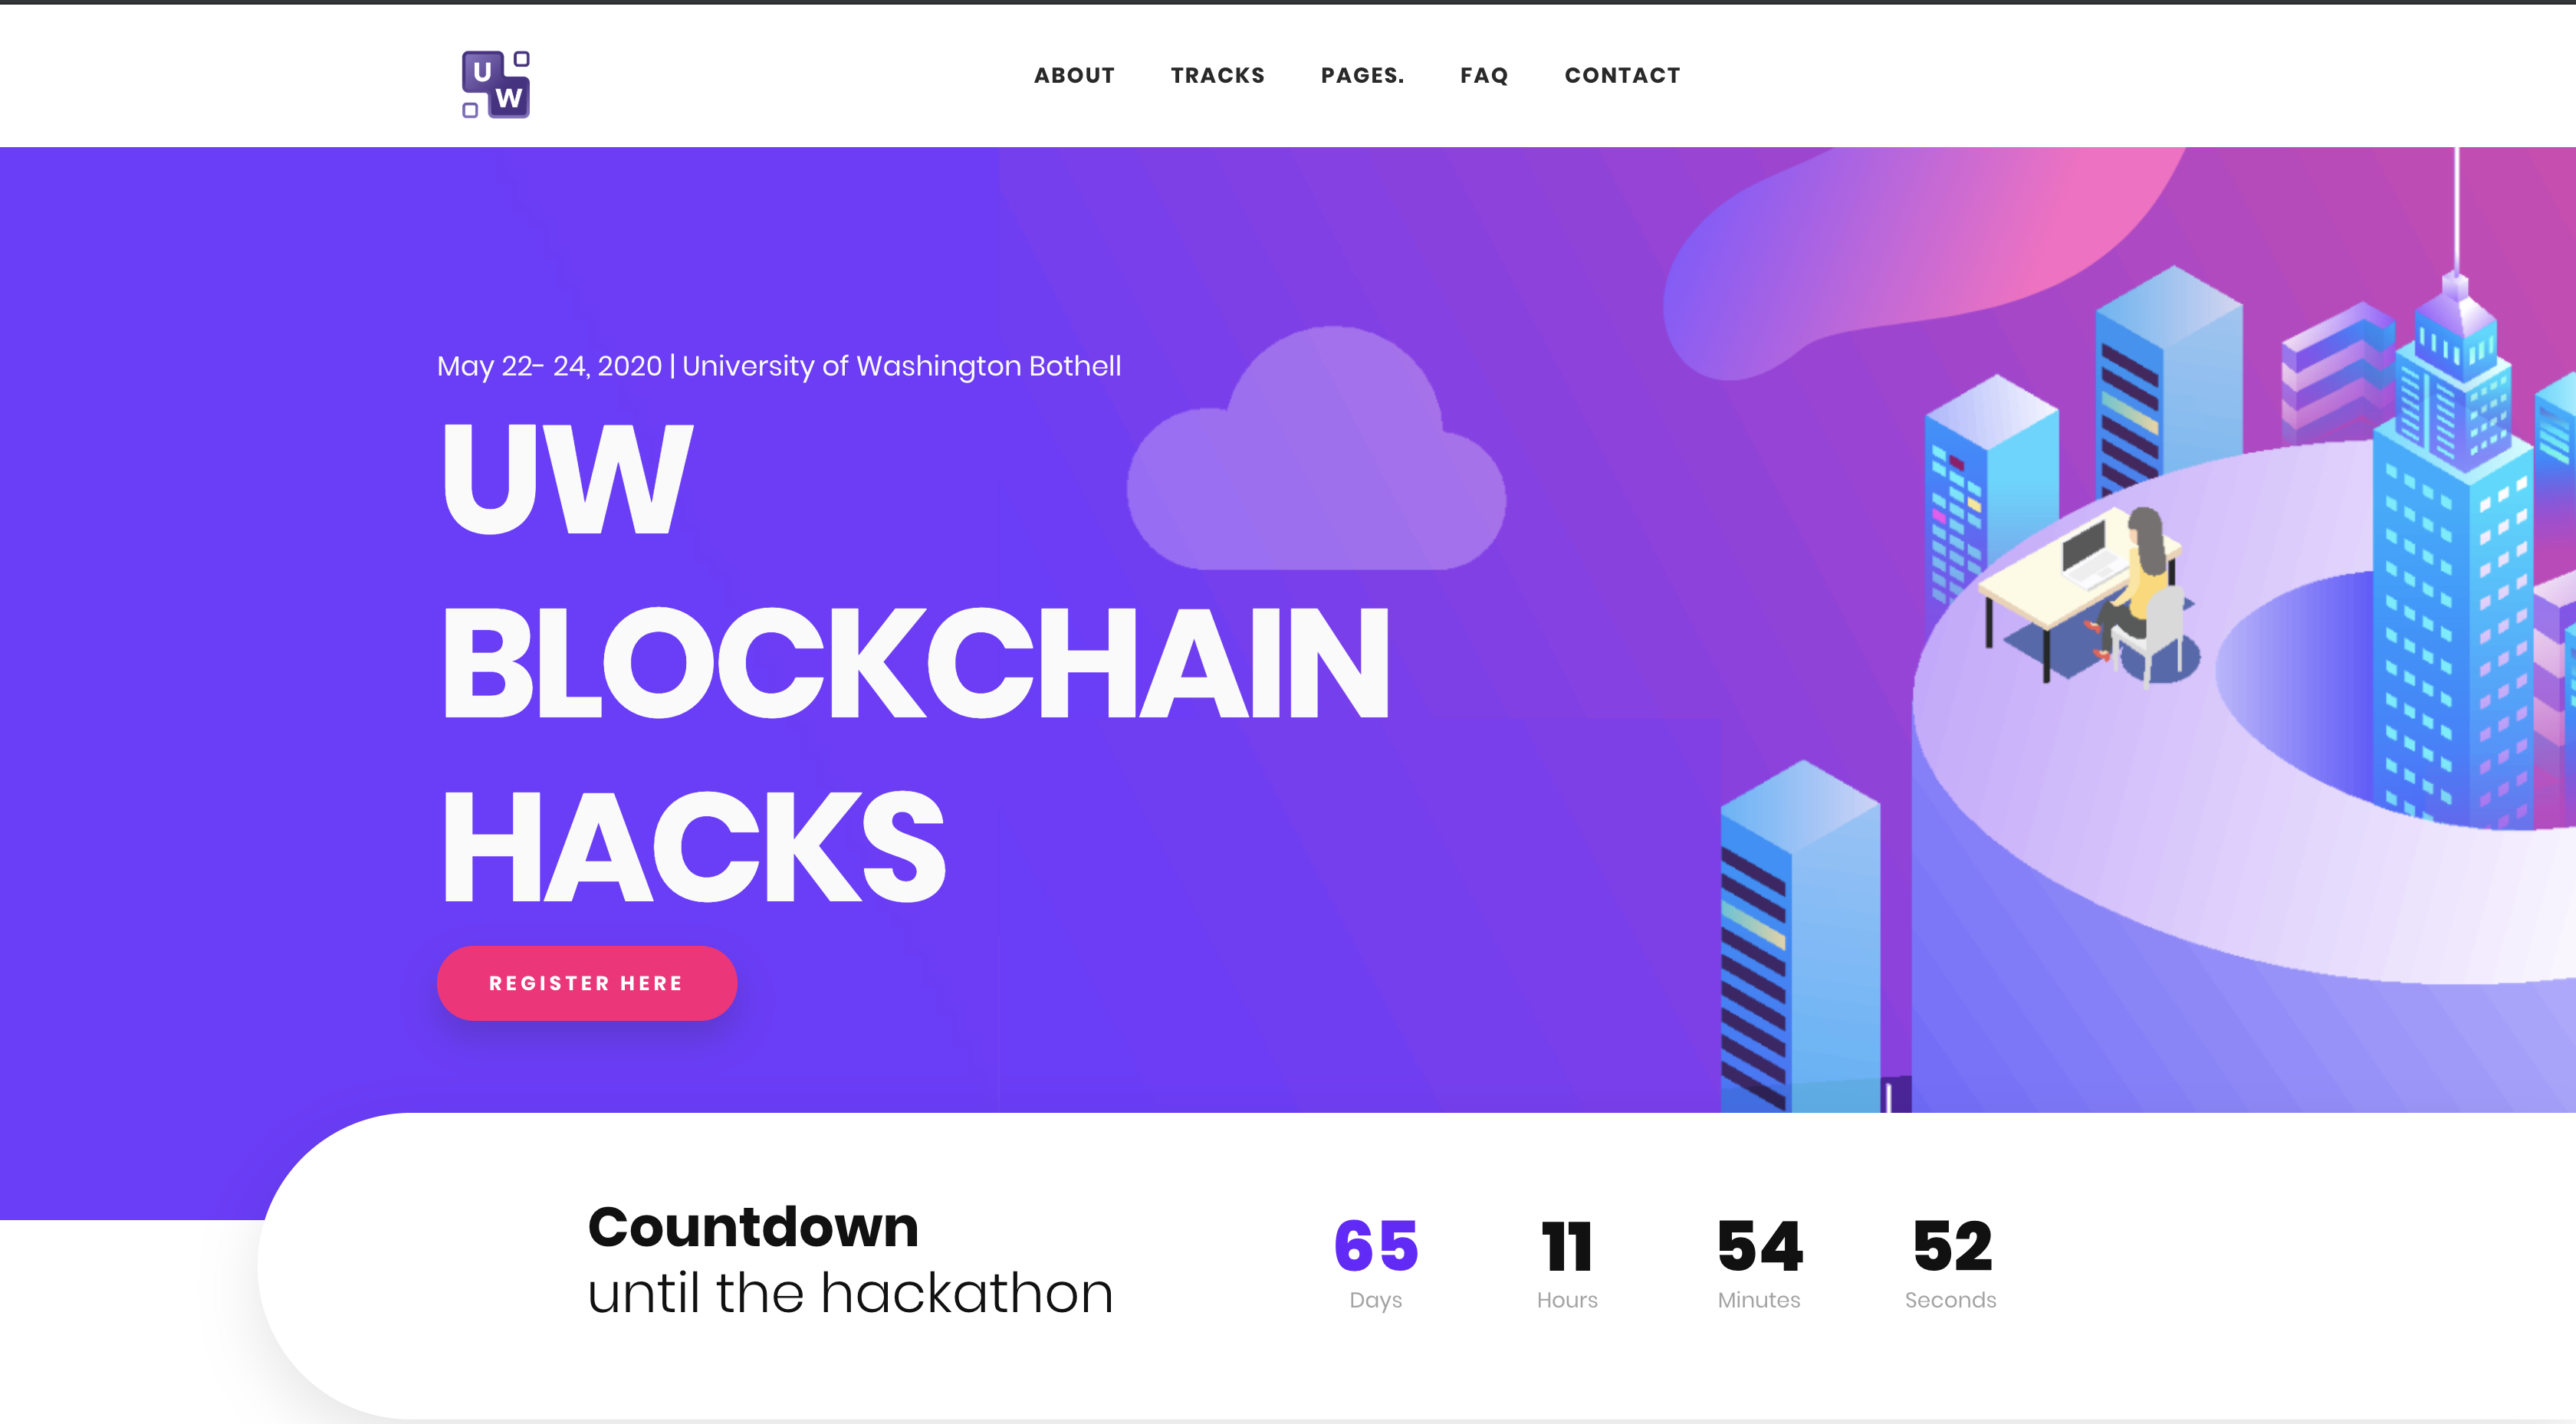 U
W
ABOUT TRACKS PAGES. FAQ CONTACT
May 22- 24, 2020 | University of Washington Bothell
UW
BLOCKCHAIN
HACKS
REGISTER HERE
Countdown
until the hackathon
65 11 54 52
Days Hours Minutes Seconds